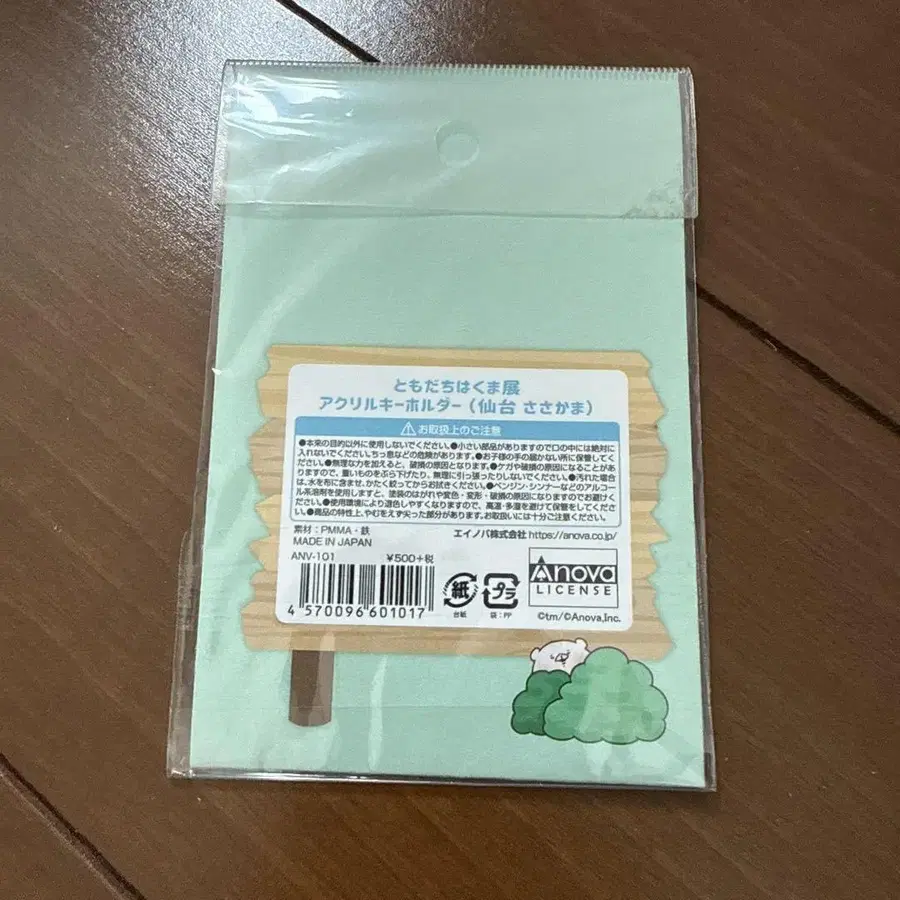 ともだちはくま展
アクリルキーホルダー(仙台 ささかま)
⚠お取扱上のご注意
●本来の目的以外に使用しないでください。●小さい部品がありますので口の中には絶対に
入れないでください。ちっ息などの危険があります。●お子様の手の届かない所に保管してく
ださい。●無理な力を加えると、破損の原因となります。●ケガや破損の原因になることがあ
りますので、重いものをぶら下げたり、無理に引っ張ったりしないでください。●汚れた場合
は、水を布に含ませ、かたく絞ってからお拭きください。●ベンジン・シンナーなどのアルコー
ル系溶剤を使用しますと、塗装のはがれや変色・変形・破損の原因になりますのでお避けく
ださい。●使用環境により退色しやすくなりますので、高温・多湿を避けて保管をしてください。
●商品の特性上、やむをえず尖った部分があります。お取扱いには十分ご注意ください。
素材:PMMA・鉄
エイノバ株式会社 https://anova.co.jp/
MADE IN JAPAN
ANV-101 ¥500+税
4 570096 601017
紙
台紙
プラ
袋:PP
Anova
LICENSE
©tm/©Anova,Inc.